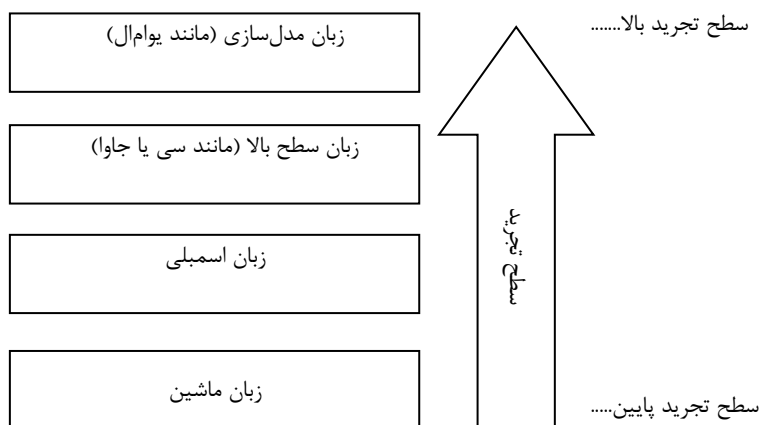 سطح تجرید بالا.......
زبان مدل‌سازی (مانند یوام‌ال)
زبان سطح بالا (مانند سی یا جاوا)
سطح تجرید
زبان اسمبلی
زبان ماشین
سطح تجرید پایین.....